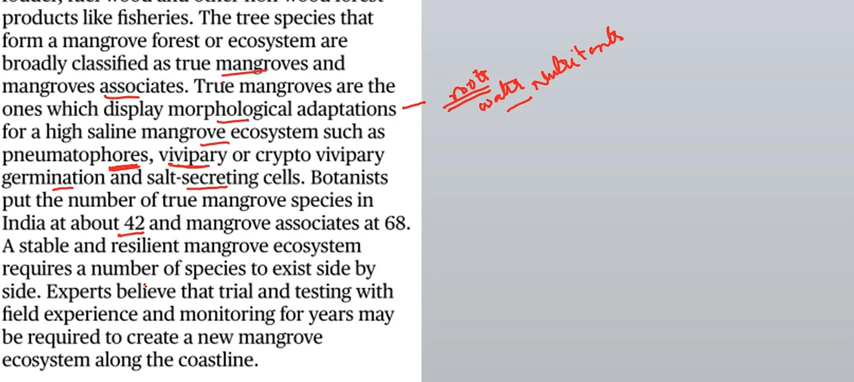 products like fisheries. The tree species that
form a mangrove forest or ecosystem are
broadly classified as true mangroves and
mangroves associates. True mangroves are the
ones which display morphological adaptations
for a high saline mangrove ecosystem such as
pneumatophores, vivipary or crypto vivipary
germination and salt-secreting cells. Botanists
put the number of true mangrove species in
India at about 42 and mangrove associates at 68.
A stable and resilient mangrove ecosystem
requires a number of species to exist side by
side. Experts believe that trial and testing with
field experience and monitoring for years may
be required to create a new mangrove
ecosystem along the coastline.
roots
water